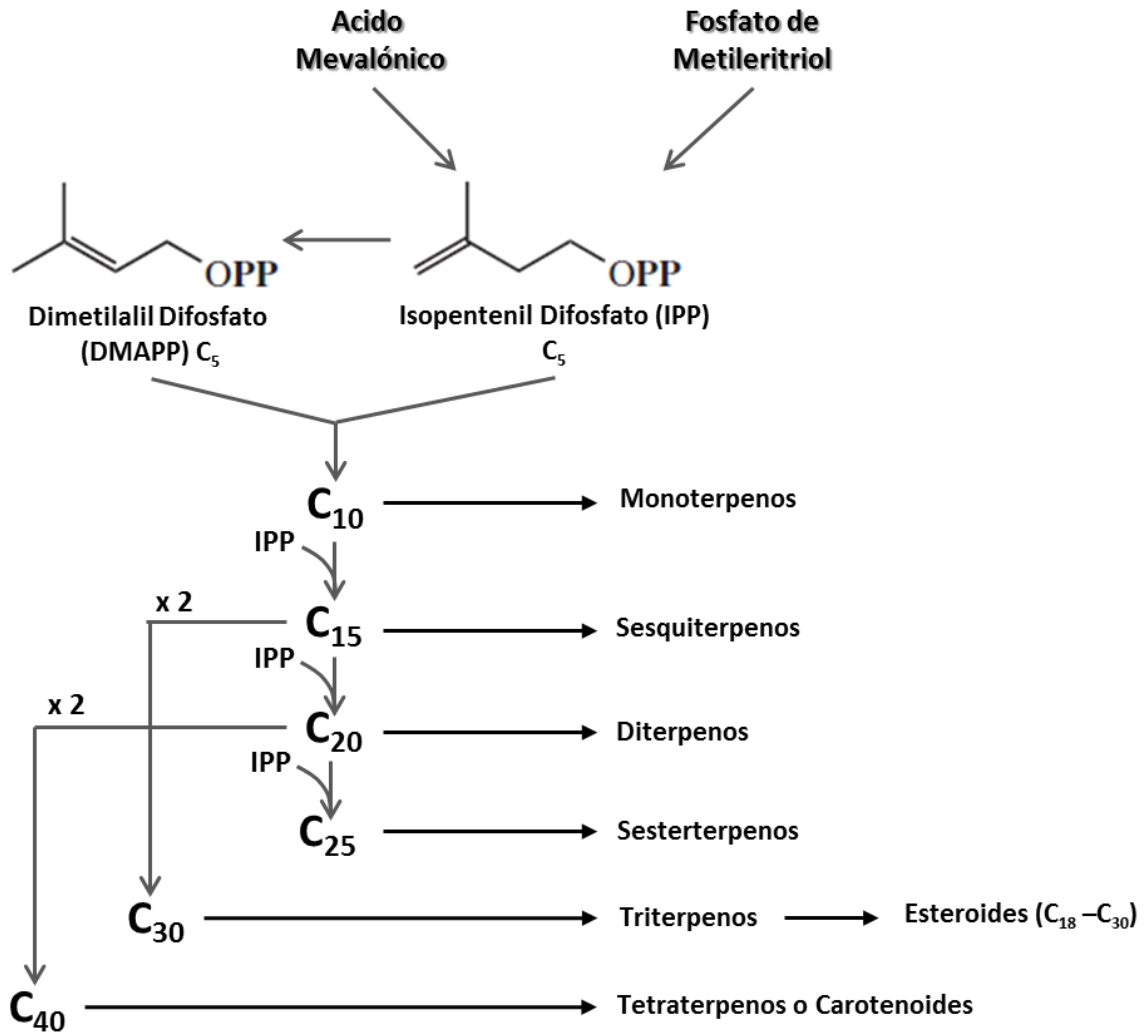 Acido
Mevalónico
Fosfato de
Metileritriol
OPP
OPP
Dimetilalil Difosfato
(DMAPP) C₅
Isopentenil Difosfato (IPP)
C₅
C₁₀
Monoterpenos
IPP
x 2
C₁₅
Sesquiterpenos
IPP
x 2
C₂₀
Diterpenos
IPP
C₂₅
Sesterterpenos
C₃₀
Triterpenos
Esteroides (C₁₈ –C₃₀)
C₄₀
Tetraterpenos o Carotenoides